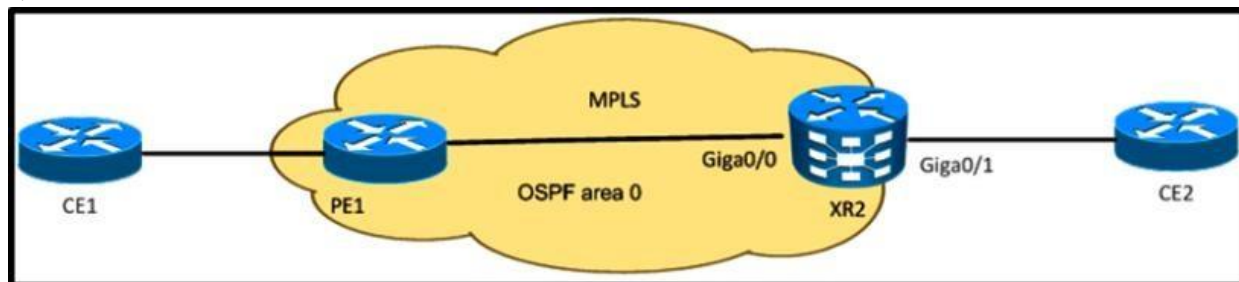 MPLS
Giga0/0
Giga0/1
OSPF area 0
CE1
PE1
XR2
CE2